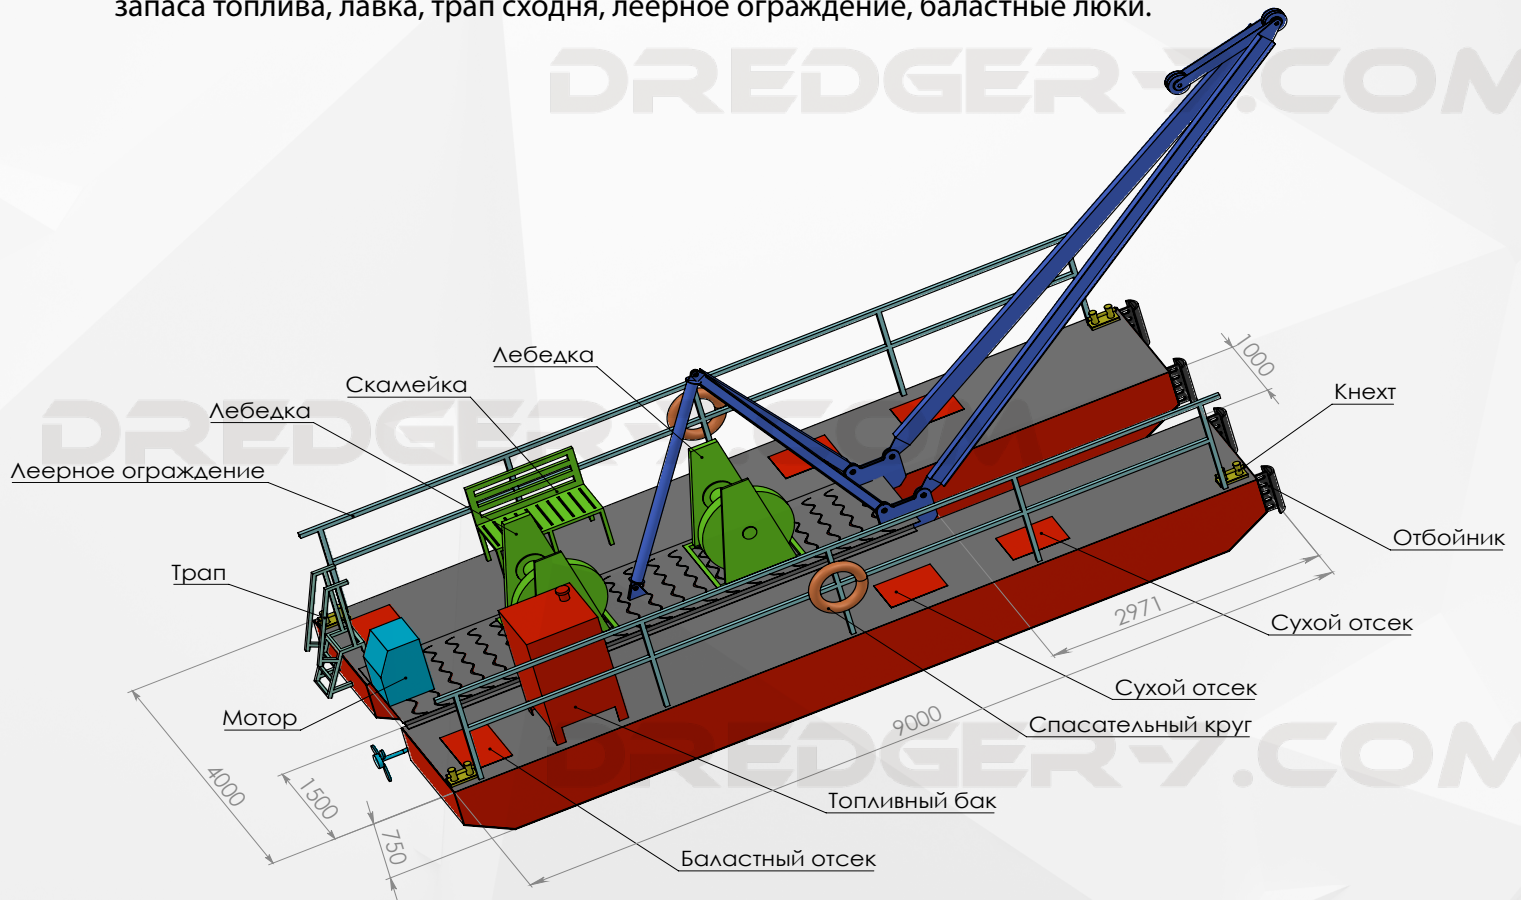 запаса топлива, лавка, трап сходня, леерное ограждение, баластные люки.
DREDGER-Y.COM
Лебедка
Скамейка
Лебедка
Леерное ограждение
Трап
Мотор
1000
Кнехт
DREDGER-Y.COM
Отбойник
2971
Сухой отсек
Сухой отсек
9000
Спасательный круг
DREDGER-Y.COM
Топливный бак
Баластный отсек
4000
1500
750